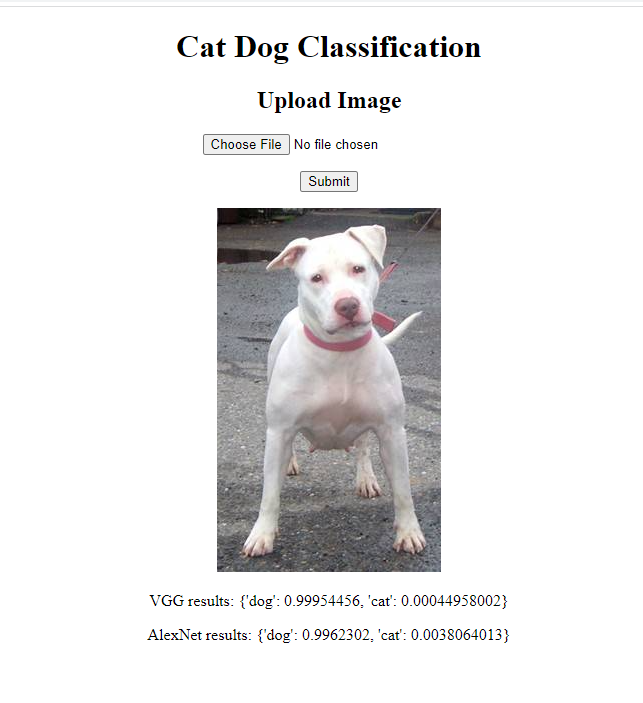 Cat Dog Classification
Upload Image
Choose File No file chosen
Submit
VGG results: {'dog': 0.99954456, 'cat': 0.00044958002}
AlexNet results: {'dog': 0.9962302, 'cat': 0.0038064013}